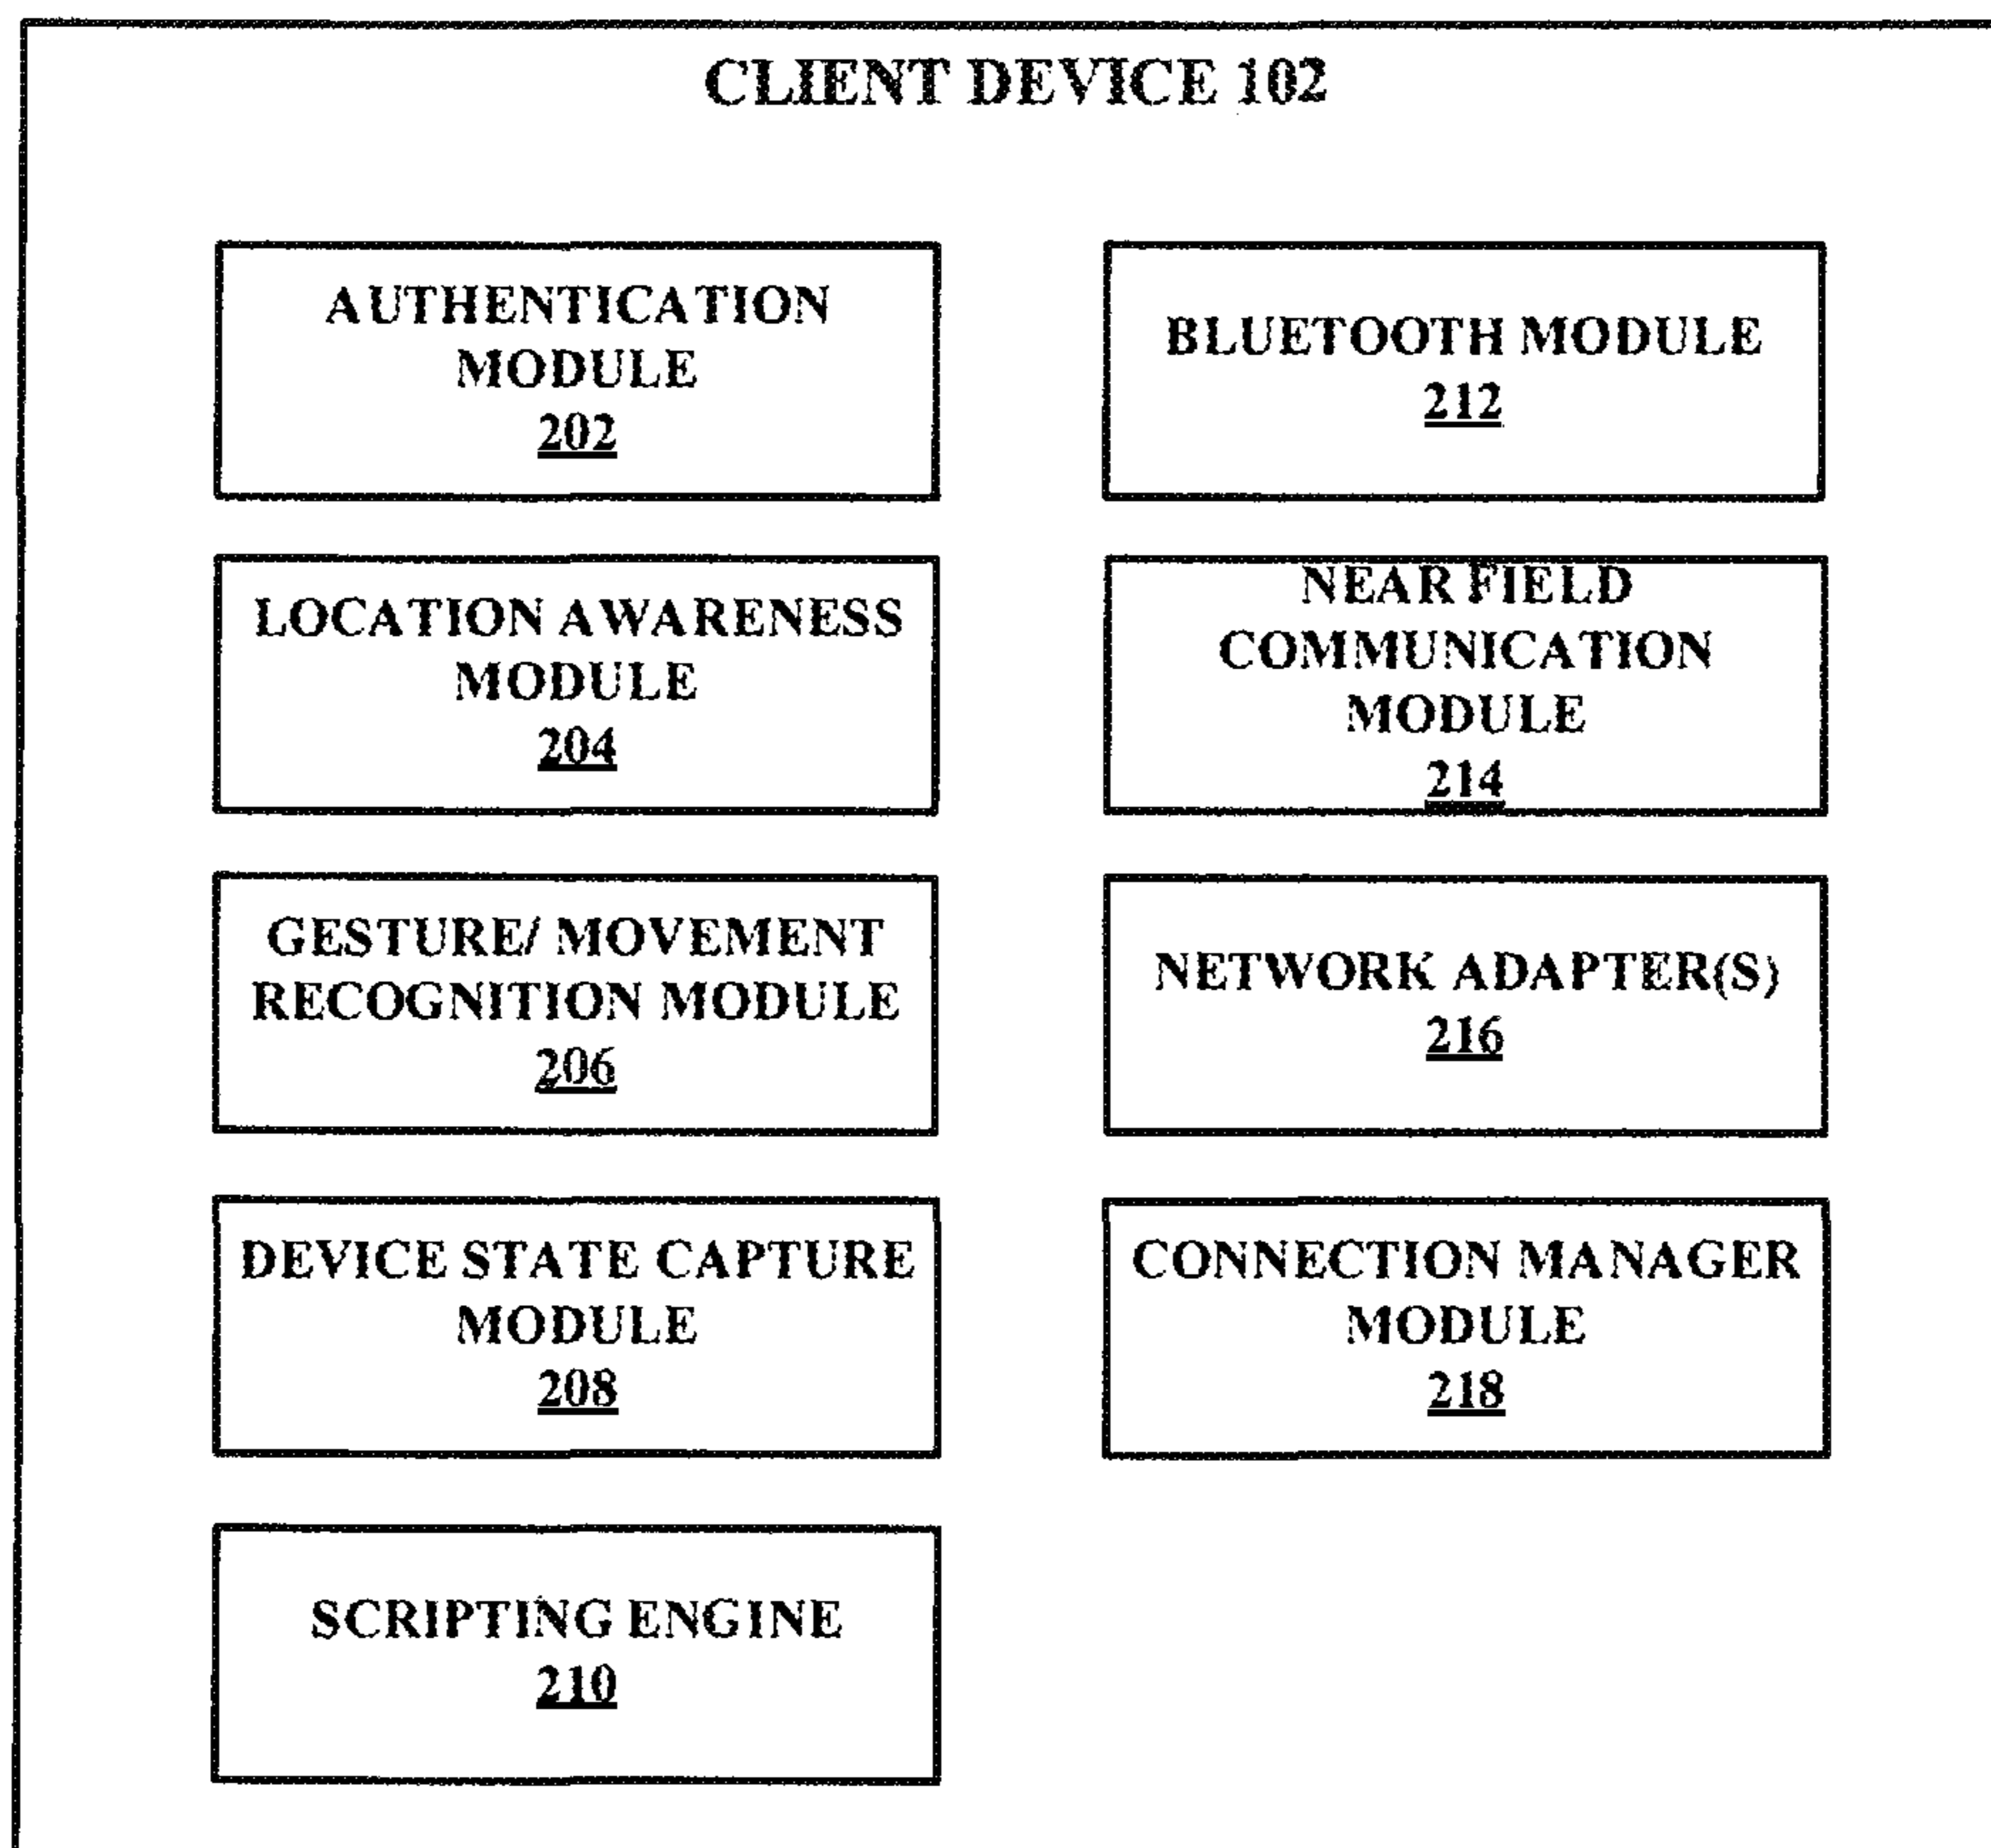 CLIENT DEVICE 102
AUTHENTICATION
MODULE
202
LOCATION AWARENESS
MODULE
204
GESTURE/ MOVEMENT
RECOGNITION MODULE
206
DEVICE STATE CAPTURE
MODULE
208
SCRIPTING ENGINE
210
BLUETOOTH MODULE
212
NEAR FIELD
COMMUNICATION
MODULE
214
NETWORK ADAPTER(S)
216
CONNECTION MANAGER
MODULE
218